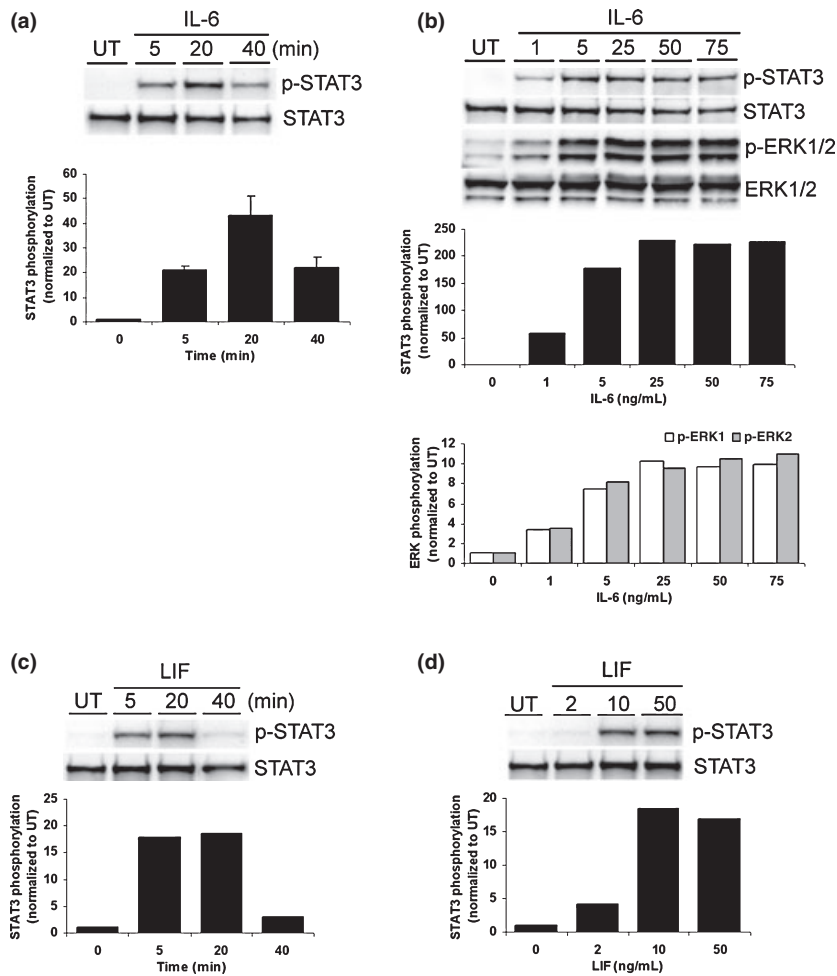 (a)
IL-6
UT 5 20 40 (min)
p-STAT3
STAT3
STAT3 phosphorylation
(normalized to UT)
60
50
40
30
20
10
0
0 5 20 40
Time (min)
(b)
IL-6
UT 1 5 25 50 75
p-STAT3
STAT3
p-ERK1/2
ERK1/2
STAT3 phosphorylation
(normalized to UT)
250
200
150
100
50
0
0 1 5 25 50 75
IL-6 (ng/mL)
p-ERK1 p-ERK2
ERK phosphorylation
(normalized to UT)
12
10
8
6
4
2
0
0 1 5 25 50 75
IL-6 (ng/mL)
(c)
LIF
UT 5 20 40 (min)
p-STAT3
STAT3
STAT3 phosphorylation
(normalized to UT)
25
20
15
10
5
0
0 5 20 40
Time (min)
(d)
LIF
UT 2 10 50
p-STAT3
STAT3
STAT3 phosphorylation
(normalized to UT)
20
15
10
5
0
0 2 10 50
LIF (ng/mL)